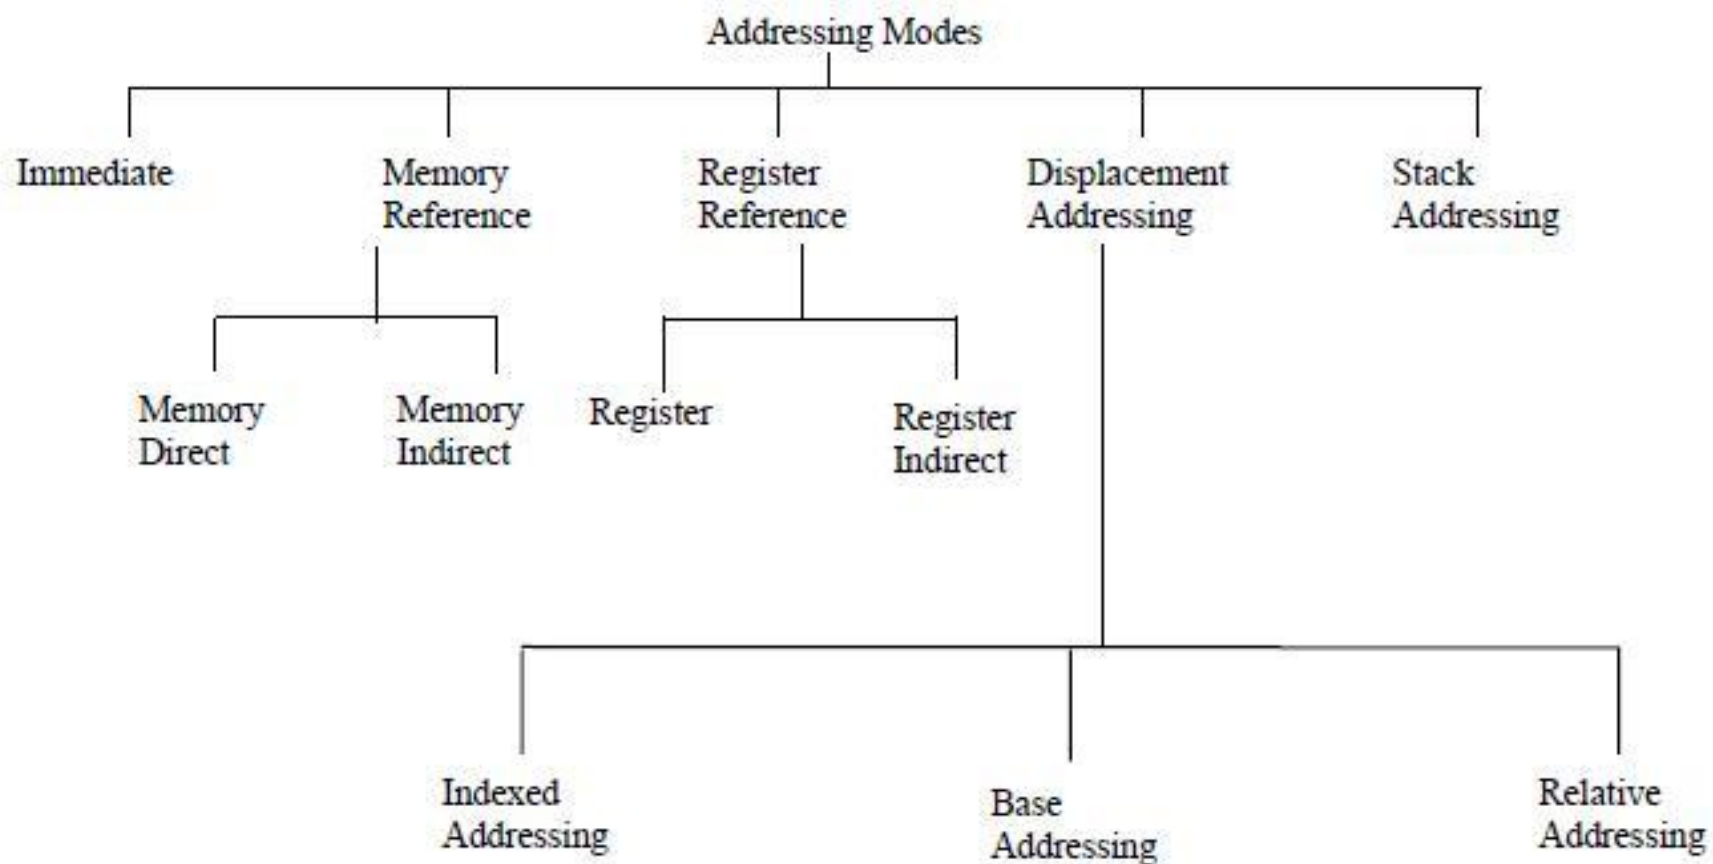 Addressing Modes
Immediate
Memory
Reference
Register
Reference
Displacement
Addressing
Stack
Addressing
Memory
Direct
Memory
Indirect
Register
Register
Indirect
Indexed
Addressing
Base
Addressing
Relative
Addressing